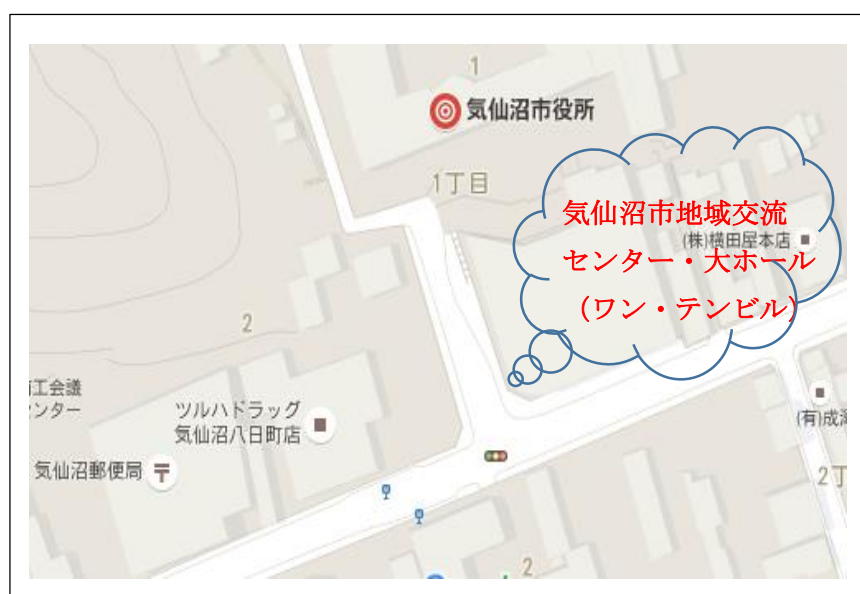 1
気仙沼市役所
1丁目
気仙沼市地域交流
(株)横田屋本店
センター・大ホール
(ワン・テンビル)
2
工会議
ンター
ツルハドラッグ
気仙沼八日町店
(有)成
気仙沼郵便局
2丁
2